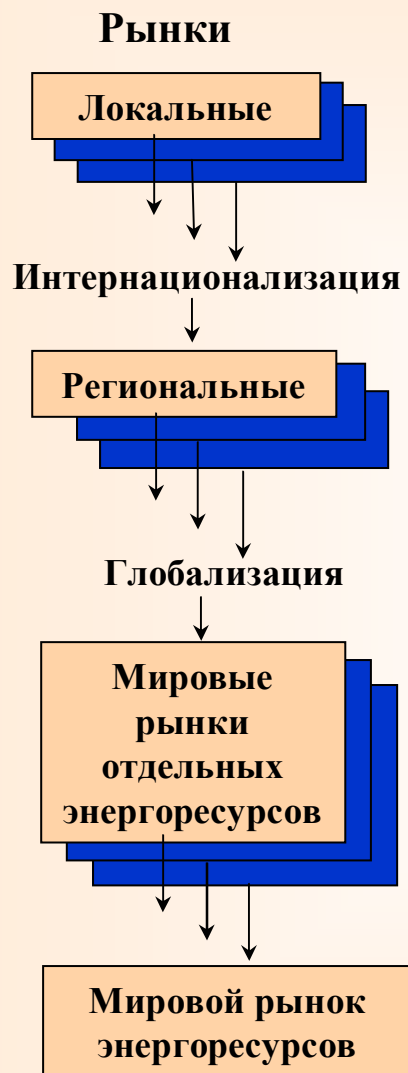 Рынки
Локальные
Интернационализация
Региональные
Глобализация
Мировые
рынки
отдельных
энергоресурсов
Мировой рынок
энергоресурсов